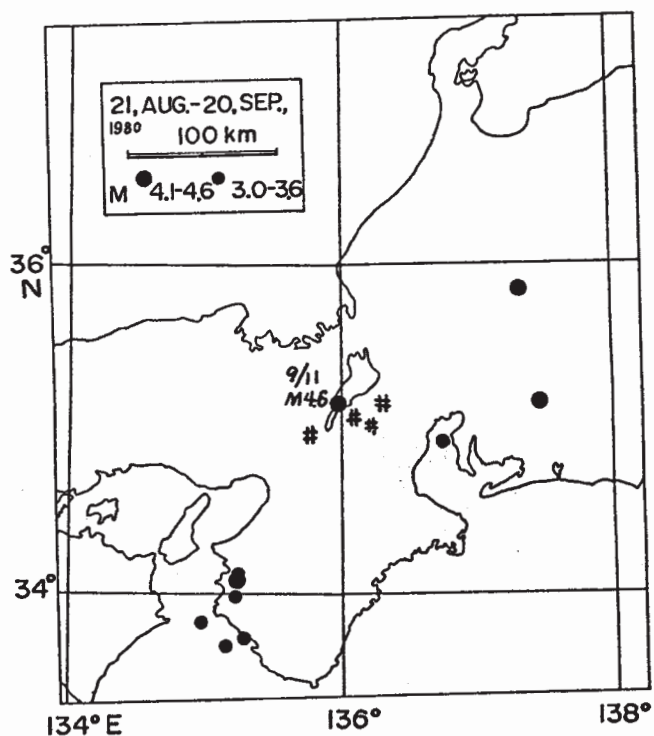 21, AUG.-20, SEP.,
1980 100 km
M ● 4.1-4.6 ● 3.0-3.6
36°
N
9/11
M4.6
#
#
#
#
34°
134°E 136° 138°